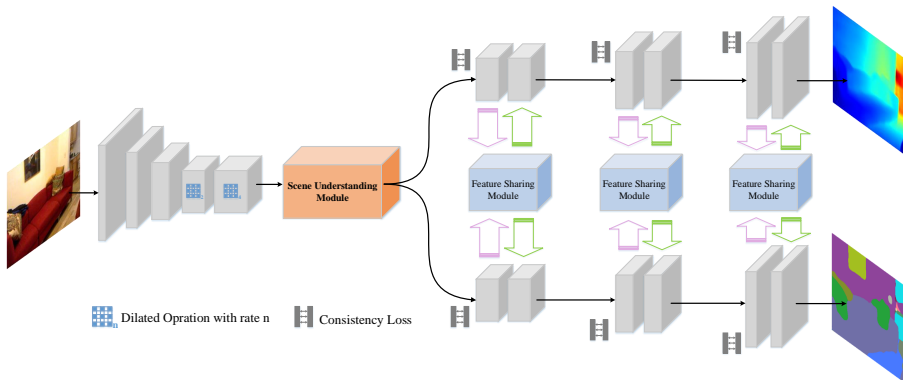 Scene Understanding
Module
Feature Sharing
Module
Feature Sharing
Module
Feature Sharing
Module
n
Dilated Opration with rate n
Consistency Loss